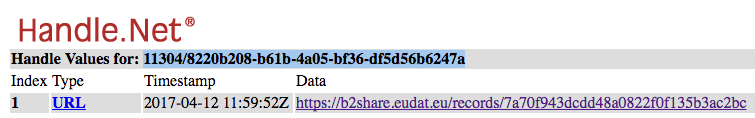 Handle.Net®
Handle Values for: 11304/8220b208-b61b-4a05-bf36-df5d56b6247a
Index Type Timestamp Data
1 URL 2017-04-12 11:59:52Z https://b2share.eudat.eu/records/7a70f943dcdd48a0822f0f135b3ac2bc